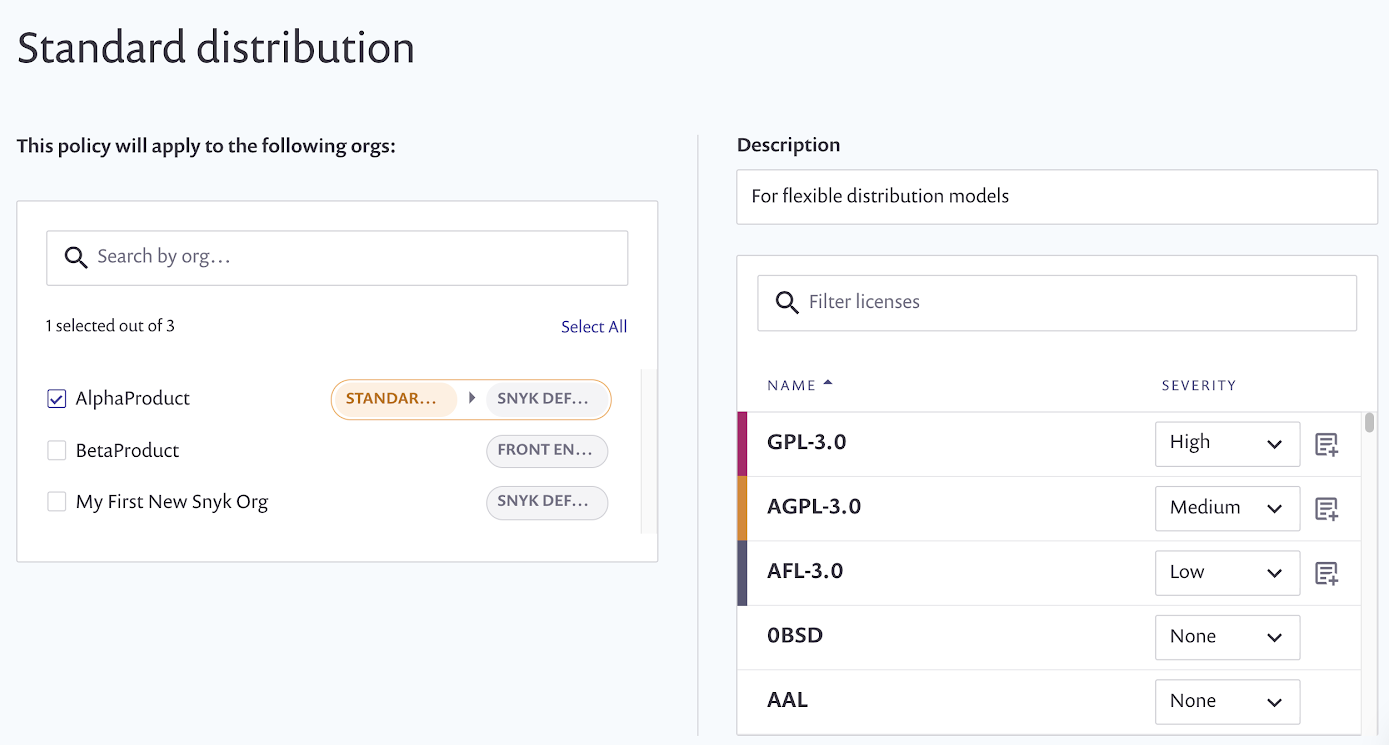 Standard distribution
This policy will apply to the following orgs:
Search by org...
1 selected out of 3
Select All
AlphaProduct
STANDAR...
SNYK DEF...
BetaProduct
FRONT EN...
My First New Snyk Org
SNYK DEF...
Description
For flexible distribution models
Filter licenses
NAME
SEVERITY
GPL-3.0
High
AGPL-3.0
Medium
AFL-3.0
Low
0BSD
None
AAL
None